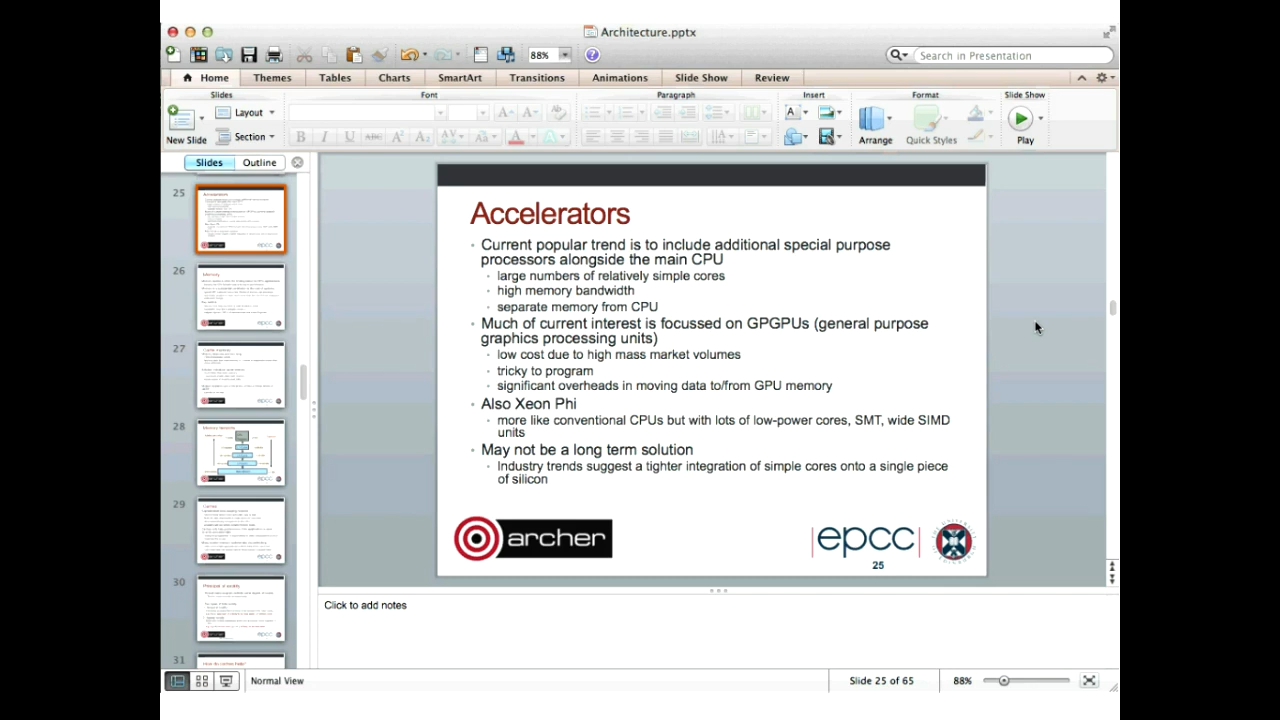 Architecture.pptx
88%
Search in Presentation
Home
Themes
Tables
Charts
SmartArt
Transitions
Animations
Slide Show
Review
Slides
Font
Paragraph
Insert
Format
Slide Show
New Slide
Layout
Section
Arrange
Quick Styles
Play
Slides
Outline
25
26
27
28
29
30
31
Accelerators
• Current popular trend is to include additional special purpose
processors alongside the main CPU
• large numbers of relatively simple cores
• high memory bandwidth
• separate memory from CPU
• Much of current interest is focussed on GPGPUs (general purpose
graphics processing units)
• low cost due to high mass market volumes
• tricky to program
• significant overheads in moving data to/from GPU memory
• Also Xeon Phi
• more like conventional CPUs but with lots of low-power cores, SMT, wide SIMD
units
• May not be a long term solution
• Industry trends suggest a tighter integration of simple cores onto a single piece
of silicon
archer
epcc
25
Click to add notes
Normal View
Slide 25 of 65
88%